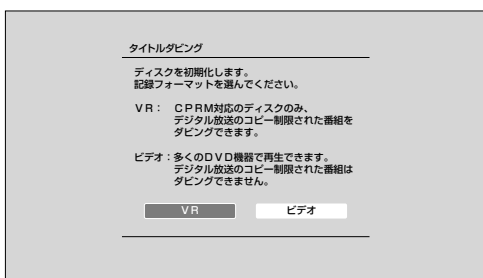 タイトルダビング
ディスクを初期化します。
記録フォーマットを選んでください。
ＶＲ：　ＣＰＲＭ対応のディスクのみ、
デジタル放送のコピー制限された番組を
ダビングできます。
ビデオ：多くのＤＶＤ機器で再生できます。
デジタル放送のコピー制限された番組は
ダビングできません。
ＶＲ　ビデオ